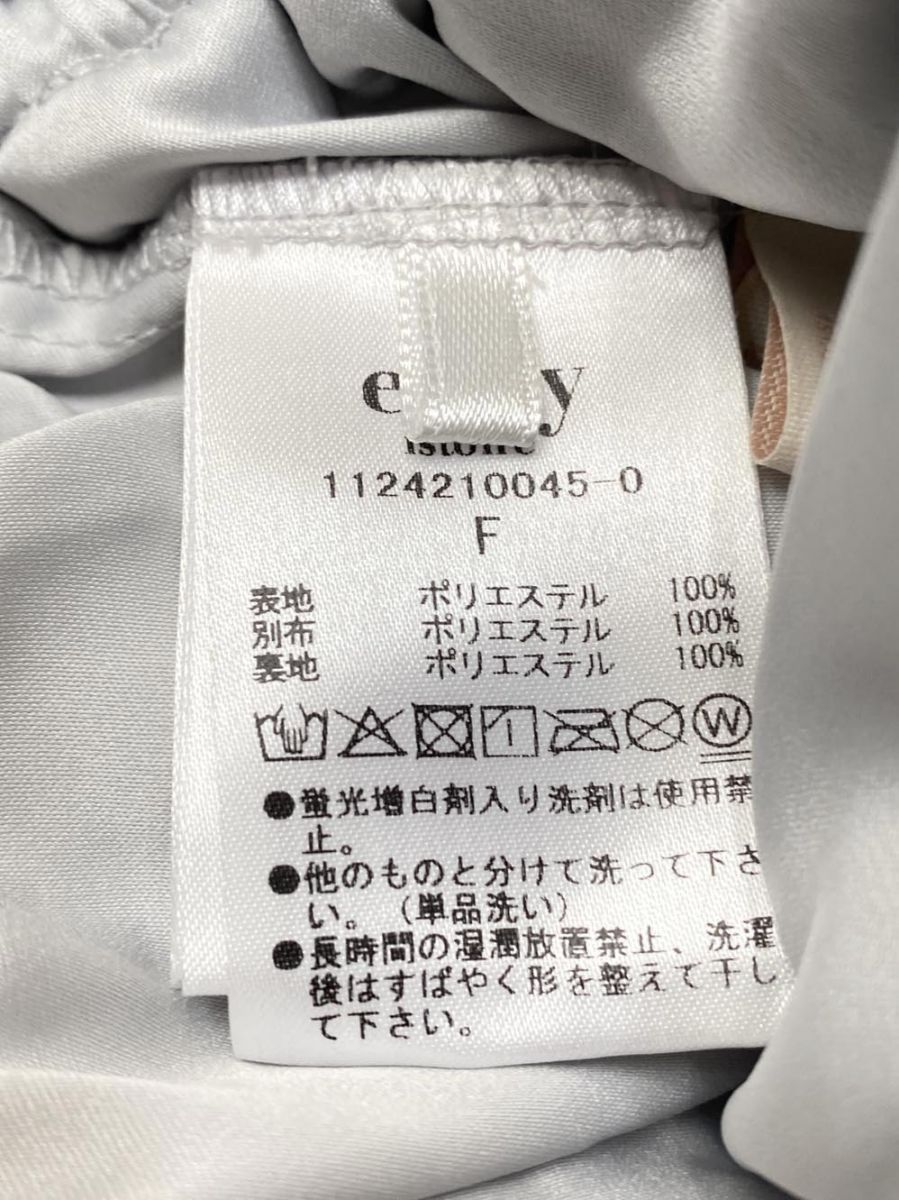 1124210045-0
F
表地 ポリエステル 100%
別布 ポリエステル 100%
裏地 ポリエステル 100%
W
●蛍光増白剤入り洗剤は使用禁
止。
●他のものと分けて洗って下さ
い。(単品洗い)
●長時間の湿潤放置禁止、洗濯
後はすばやく形を整えて干し
て下さい。